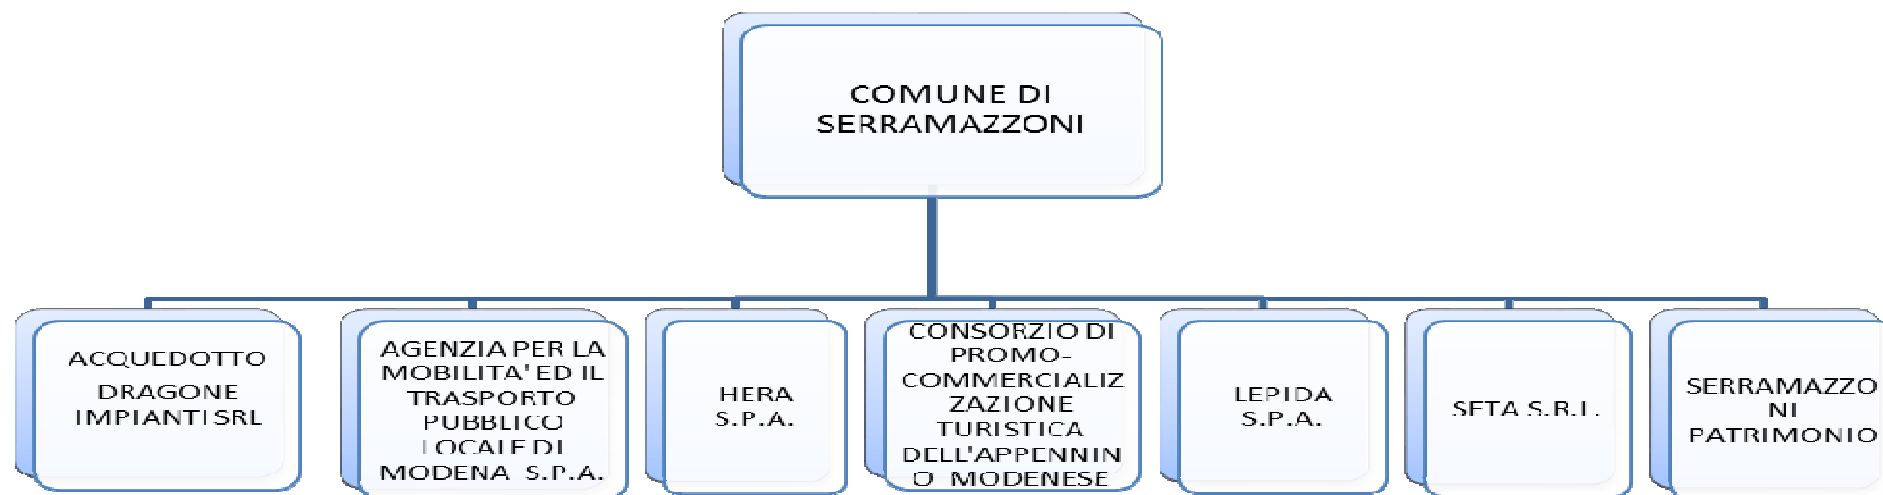 COMUNE DI
SERRAMAZZONI
ACQUEDOTTO
DRAGONE
IMPIANTI SRL
AGENZIA PER LA
MOBILITA' ED IL
TRASPORTO
PUBBLICO
LOCALE DI
MODENA S.P.A.
HERA
S.P.A.
CONSORZIO DI
PROMO-
COMMERCIALIZ
ZAZIONE
TURISTICA
DELL'APPENNIN
O MODENESE
LEPIDA
S.P.A.
SETA S.R.L.
SERRAMAZZO
NI
PATRIMONIO